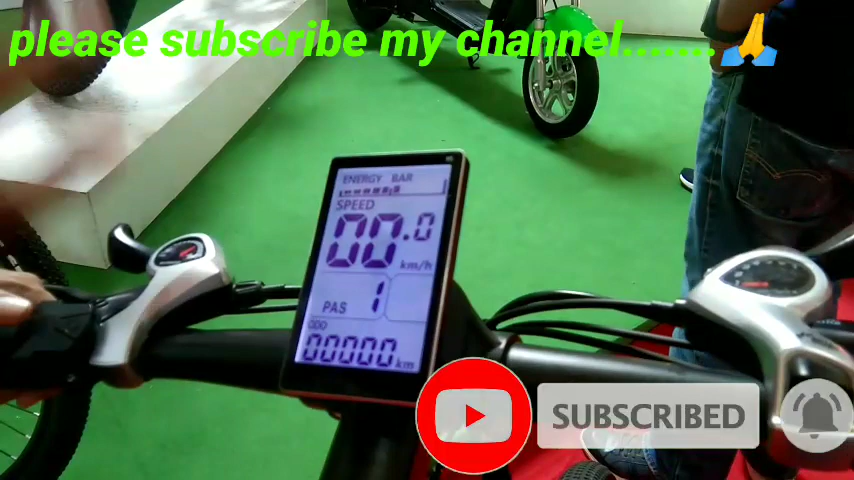 please subscribe my channel.......🙏
ENERGY BAR
SPEED
00.0
km/h
PAS 1
ODO
00000 km
SUBSCRIBED